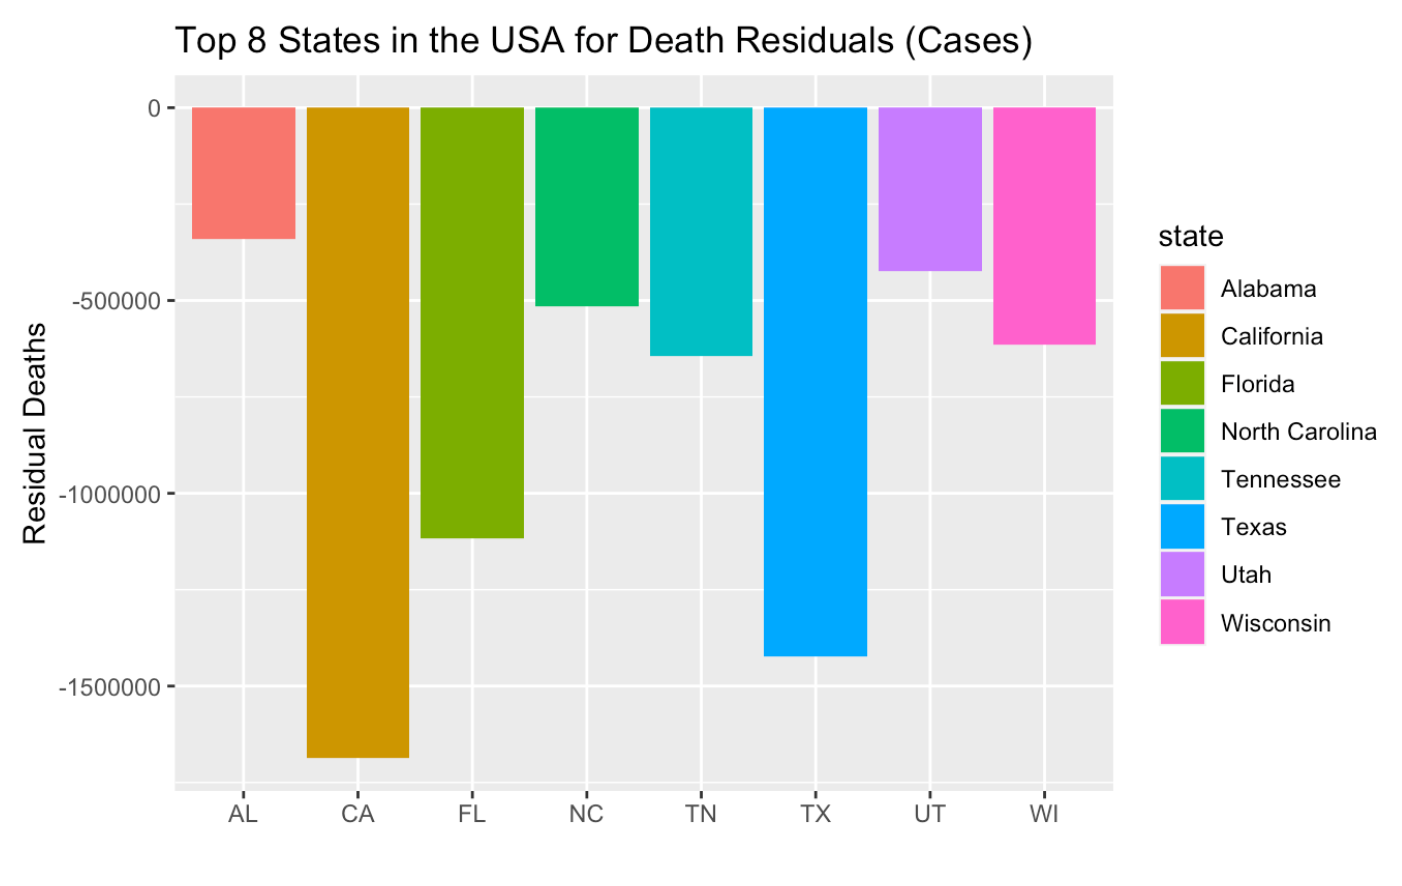 Top 8 States in the USA for Death Residuals (Cases)
Residual Deaths
0
-500000
-1000000
-1500000
AL CA FL NC TN TX UT WI
state
Alabama
California
Florida
North Carolina
Tennessee
Texas
Utah
Wisconsin